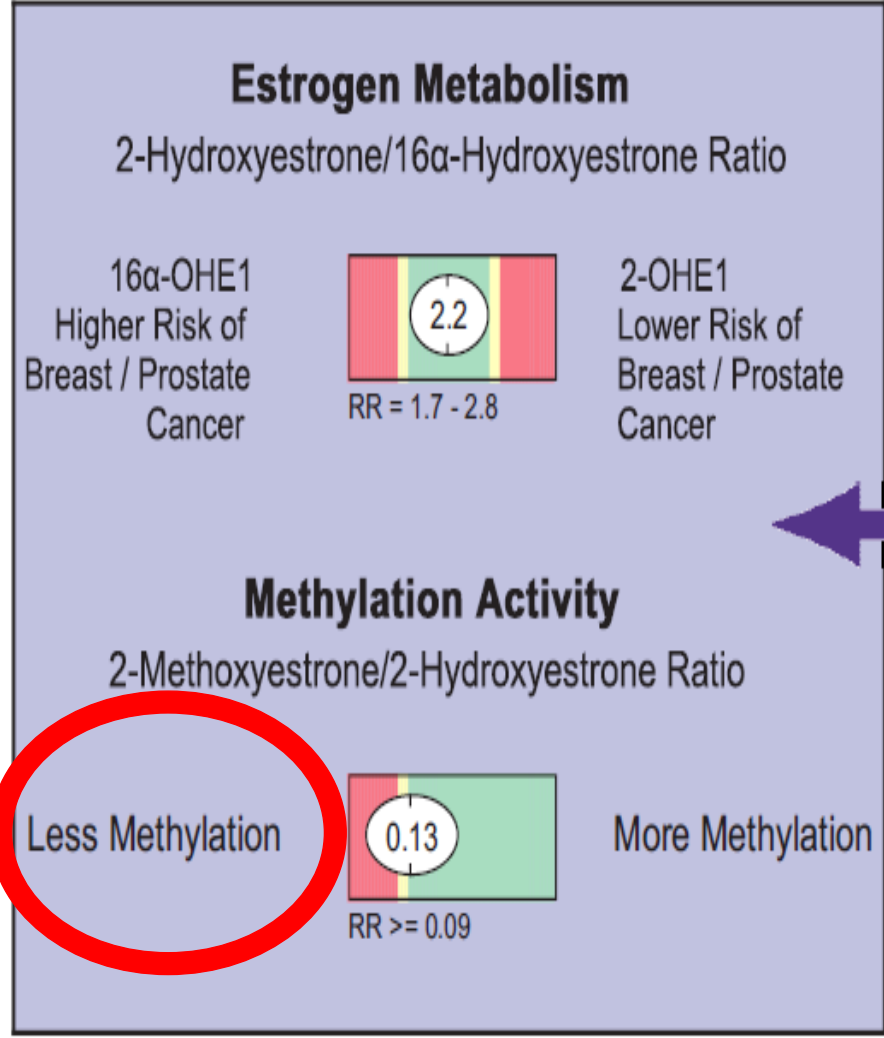 Estrogen Metabolism
2-Hydroxyestrone/16α-Hydroxyestrone Ratio
16α-OHE1
Higher Risk of
Breast / Prostate
Cancer
2.2
RR = 1.7 - 2.8
2-OHE1
Lower Risk of
Breast / Prostate
Cancer
Methylation Activity
2-Methoxyestrone/2-Hydroxyestrone Ratio
Less Methylation
0.13
RR >= 0.09
More Methylation